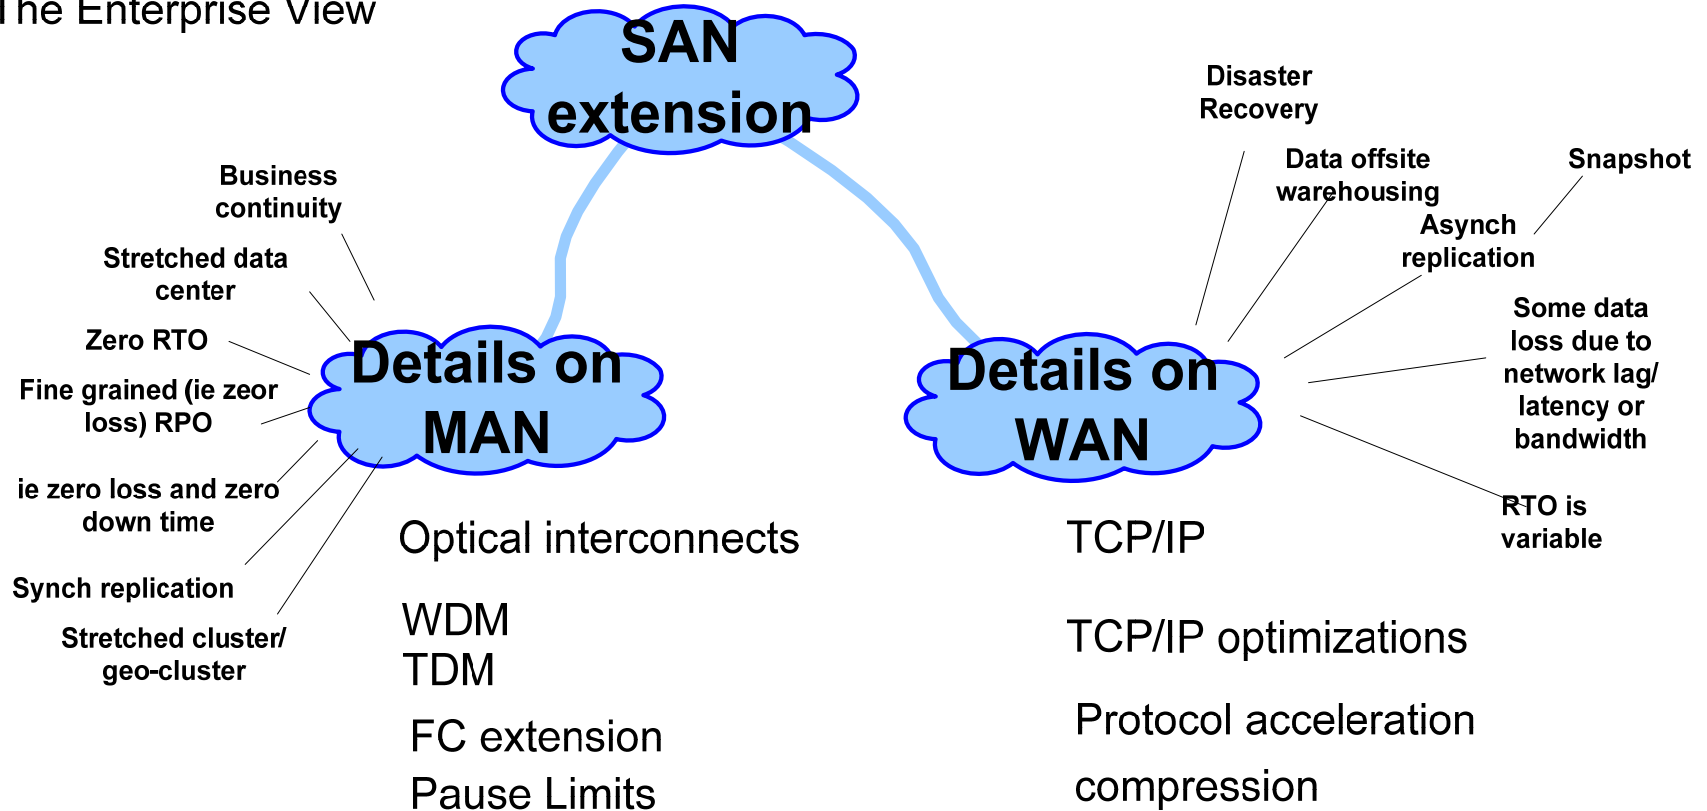 The Enterprise View
SAN
extension
Business
continuity
Stretched data
center
Zero RTO
Fine grained (ie zeor
loss) RPO
ie zero loss and zero
down time
Synch replication
Stretched cluster/
geo-cluster
Details on
MAN
Optical interconnects
WDM
TDM
FC extension
Pause Limits
Disaster
Recovery
Data offsite
warehousing
Snapshot
Asynch
replication
Some data
loss due to
network lag/
latency or
bandwidth
RTO is
variable
Details on
WAN
TCP/IP
TCP/IP optimizations
Protocol acceleration
compression